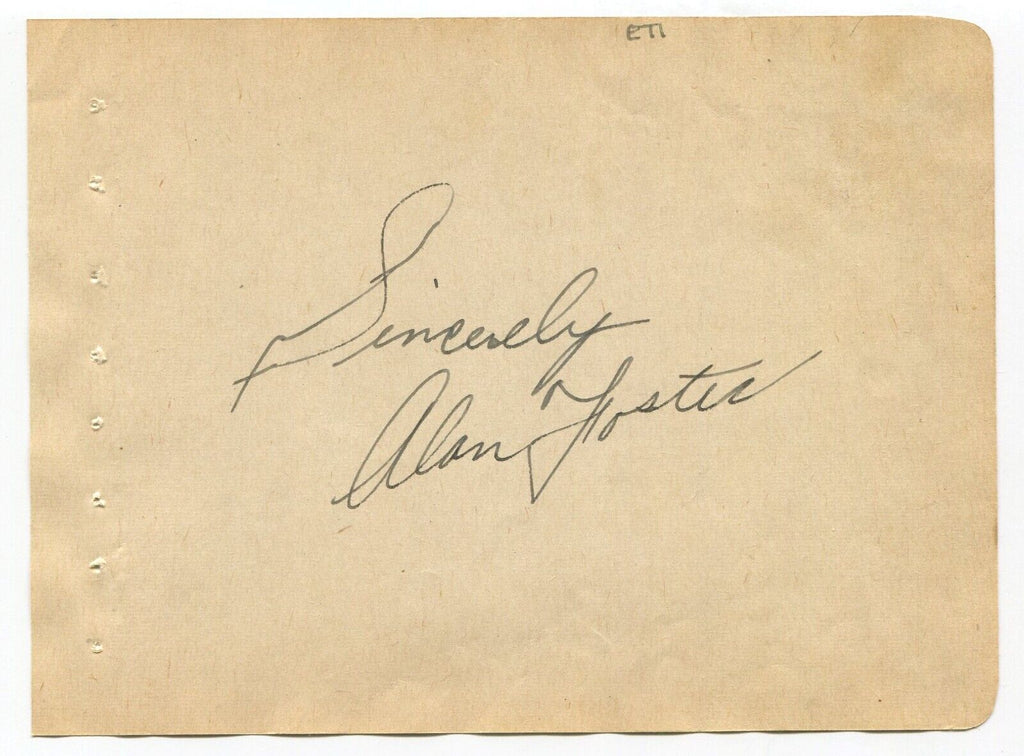 ETI
Sincerely
Alan Foster